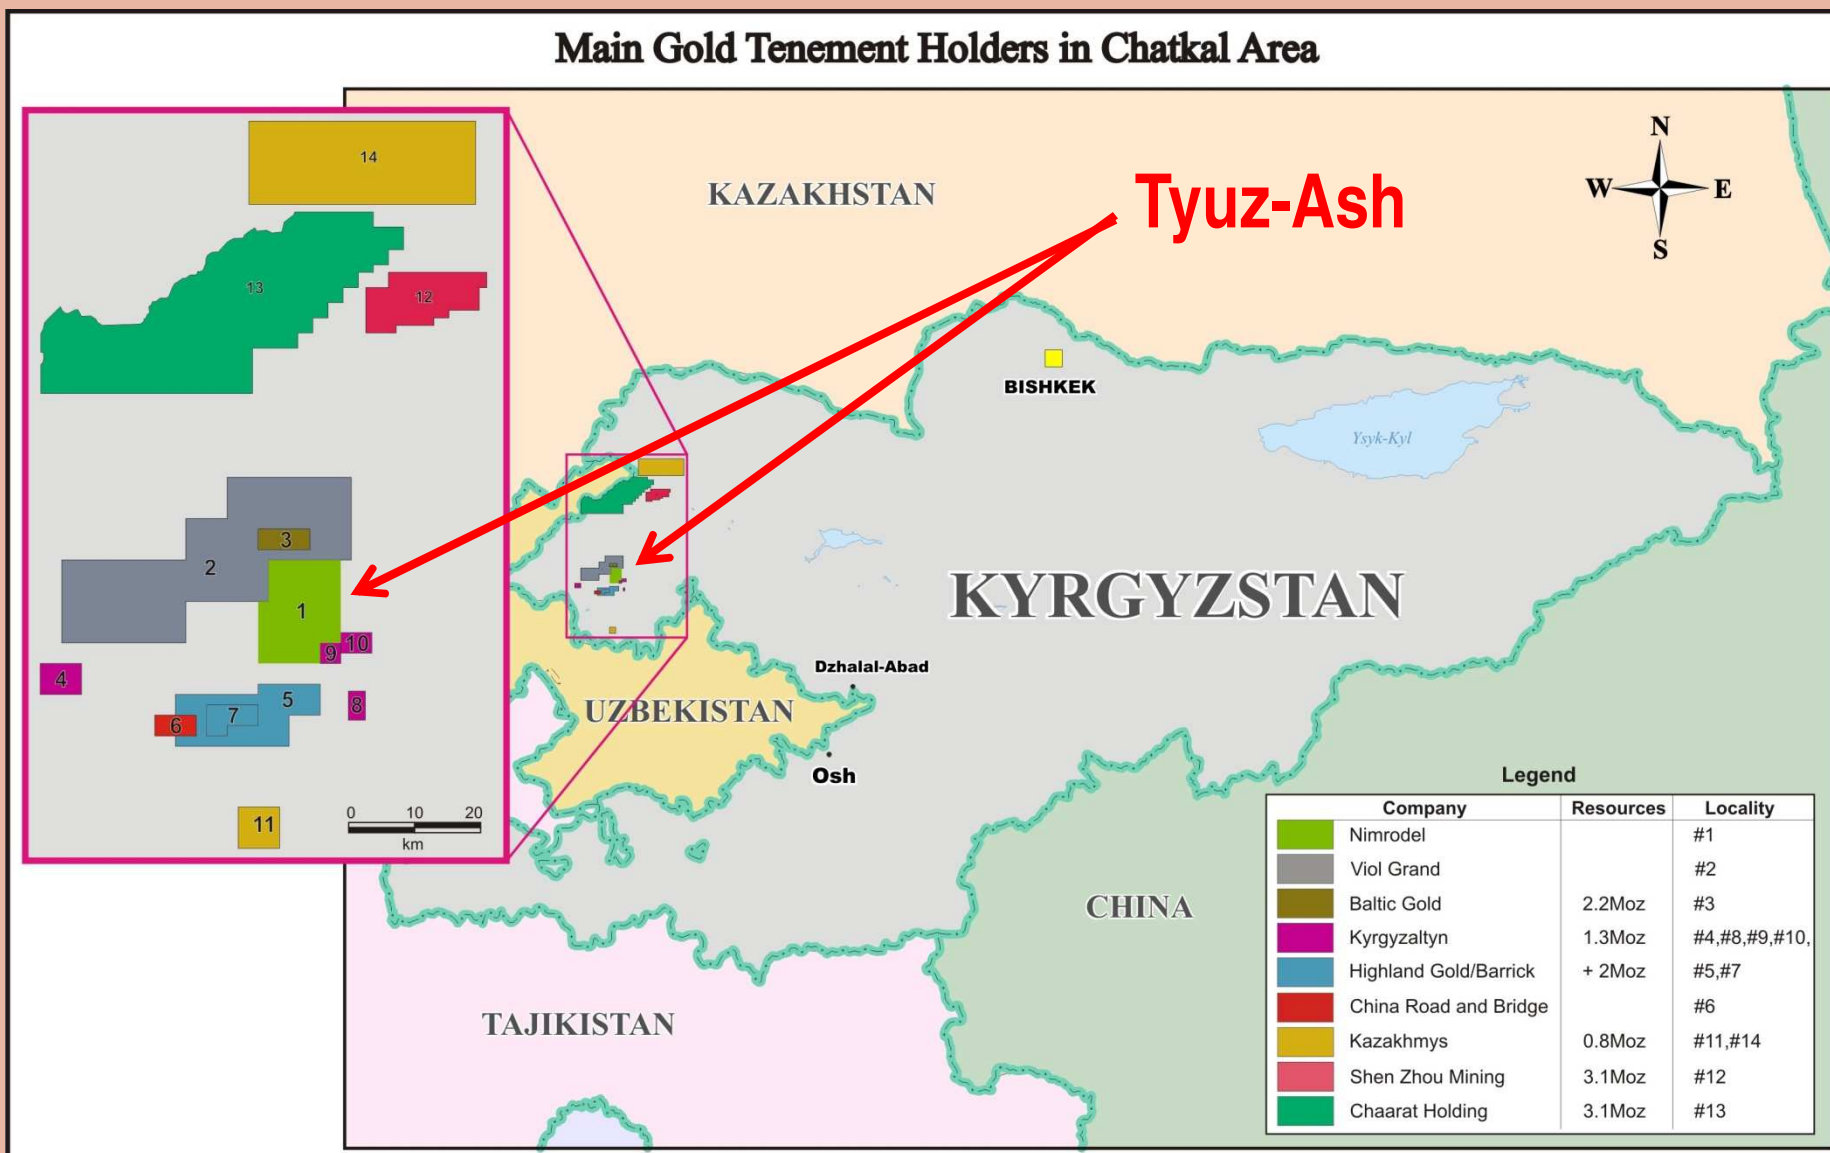 Main Gold Tenement Holders in Chatkal Area
14
13
12
3
2
1
10
9
4
5
8
7
6
11
0 10 20
km
KAZAKHSTAN
Tyuz-Ash
N
W E
S
BISHKEK
Ysyk-Kyl
KYRGYZSTAN
Dzhalal-Abad
UZBEKISTAN
Osh
CHINA
TAJIKISTAN
Legend
Company Resources Locality
Nimrodel #1
Viol Grand #2
Baltic Gold 2.2Moz #3
Kyrgyzaltyn 1.3Moz #4,#8,#9,#10,
Highland Gold/Barrick + 2Moz #5,#7
China Road and Bridge #6
Kazakhmys 0.8Moz #11,#14
Shen Zhou Mining 3.1Moz #12
Chaarat Holding 3.1Moz #13